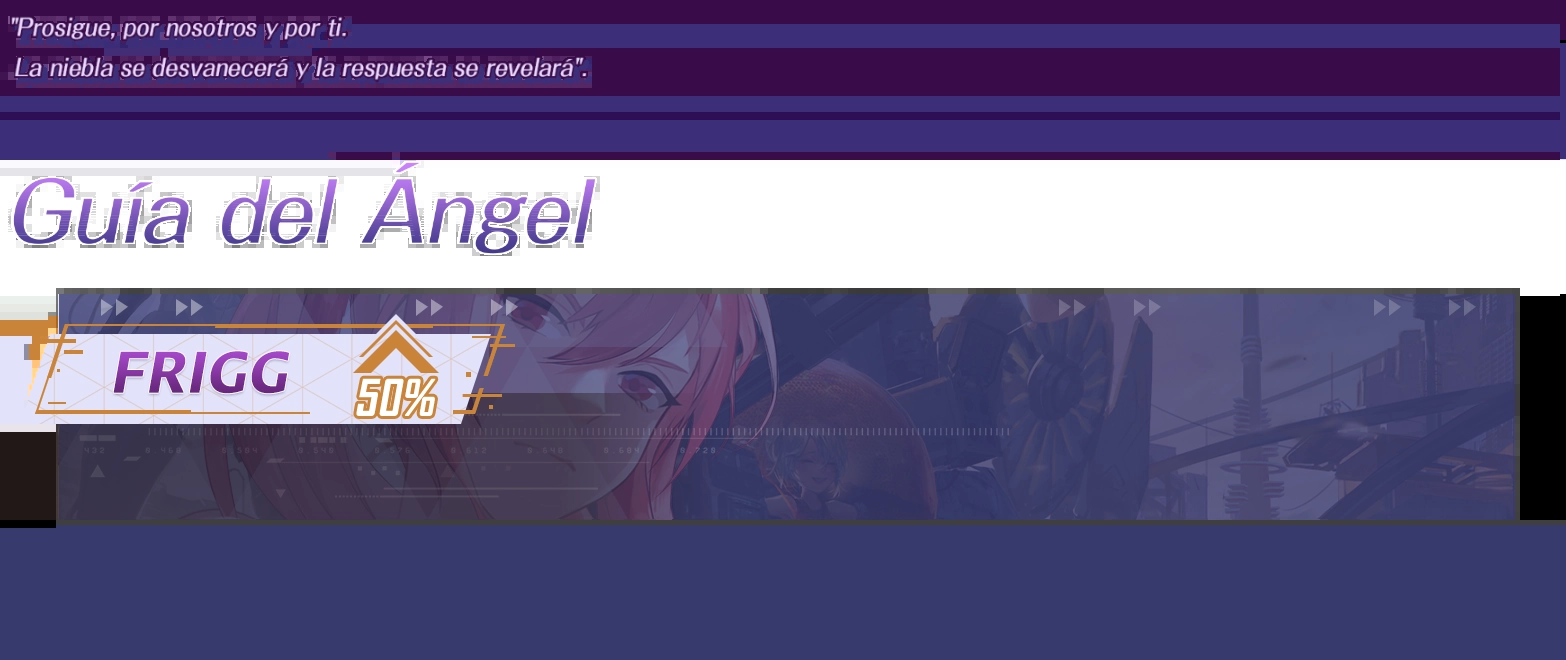 "Prosigue, por nosotros y por ti.
La niebla se desvanecerá y la respuesta se revelará".
Guía del Ángel
FRIGG
50%